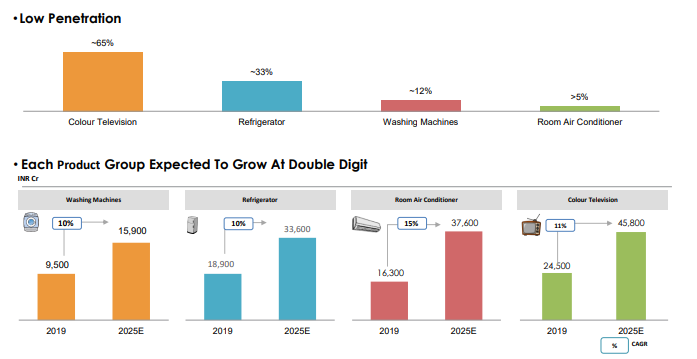 • Low Penetration
~65%
~33%
~12%
>5%
Colour Television
Refrigerator
Washing Machines
Room Air Conditioner
• Each Product Group Expected To Grow At Double Digit
INR Cr
Washing Machines
10%
9,500
15,900
2019
2025E
Refrigerator
10%
18,900
33,600
2019
2025E
Room Air Conditioner
15%
16,300
37,600
2019
2025E
Colour Television
11%
24,500
45,800
2019
2025E
% CAGR